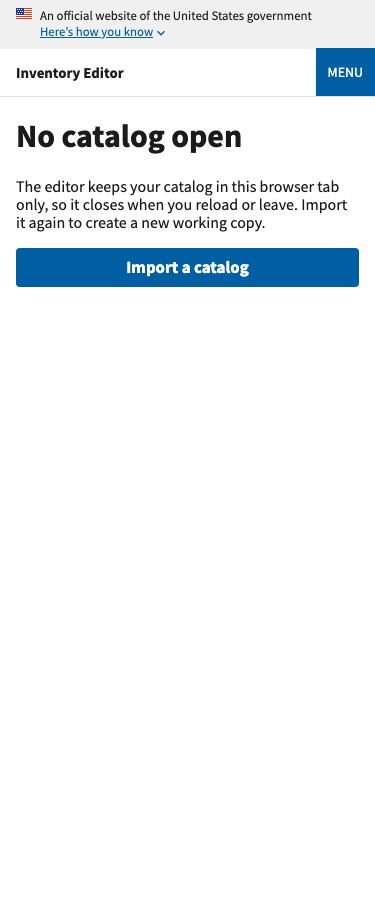 An official website of the United States government
Here’s how you know
Inventory Editor
MENU
No catalog open
The editor keeps your catalog in this browser tab
only, so it closes when you reload or leave. Import
it again to create a new working copy.
Import a catalog